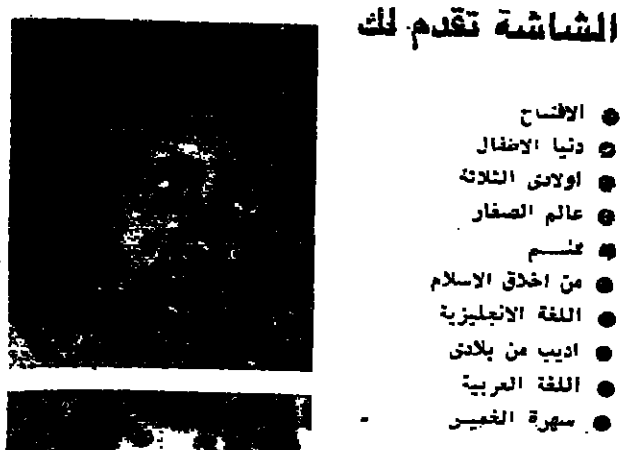 الشاشة تقدم لك
● الافتتاح
● دنيا الاطفال
● اولادى الثلاثة
● عالم الصغار
●
● من اخلاق الاسلام
● اللغة الانجليزية
● اديب من بلادى
● اللغة العربية
● سهرة الخميس